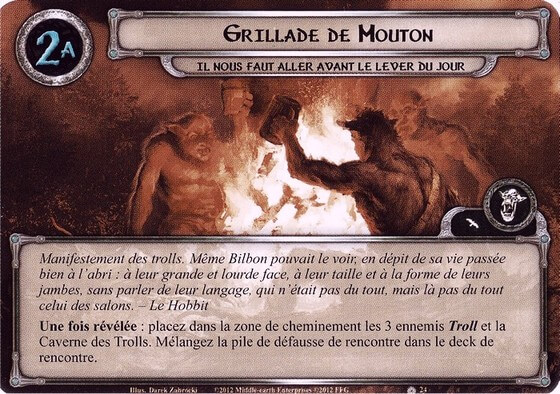 2A
GRILLADE DE MOUTON
IL NOUS FAUT ALLER AVANT LE LEVER DU JOUR
Manifestement des trolls. Même Bilbon pouvait le voir, en dépit de sa vie passée
bien à l'abri : à leur grande et lourde face, à leur taille et à la forme de leurs
jambes, sans parler de leur langage, qui n'était pas du tout, mais là pas du tout
celui des salons. – Le Hobbit
Une fois révélée : placez dans la zone de cheminement les 3 ennemis Troll et la
Caverne des Trolls. Mélangez la pile de défausse de rencontre dans le deck de
rencontre.
Illus. Darek Zabrocki ©2012 Middle-earth Enterprises ©2012 FFG 24